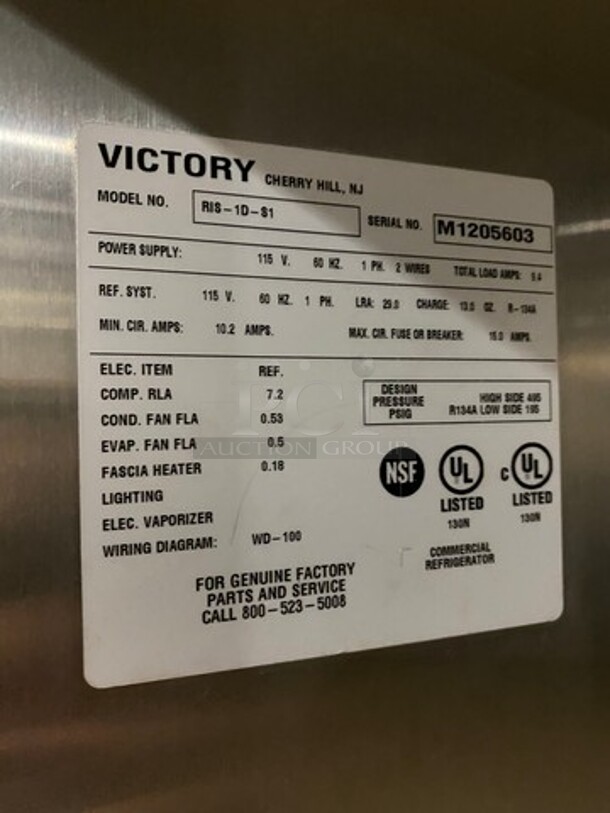 VICTORY CHERRY HILL, NJ
MODEL NO. RIS-1D-S1 SERIAL NO. M1205603
POWER SUPPLY: 115 V. 60 HZ. 1 PH. 2 WIRES TOTAL LOAD AMPS: 9.4
REF. SYST. 115 V. 60 HZ. 1 PH. LRA: 29.0 CHARGE: 13.0 OZ. R-134A
MIN. CIR. AMPS: 10.2 AMPS. MAX. CIR. FUSE OR BREAKER: 15.0 AMPS.
ELEC. ITEM REF.
COMP. RLA 7.2
COND. FAN FLA 0.53
EVAP. FAN FLA 0.5
FASCIA HEATER 0.18
LIGHTING
ELEC. VAPORIZER
WIRING DIAGRAM: WD-100
DESIGN PRESSURE PSIG
HIGH SIDE 495
R134A LOW SIDE 195
NSF
UL LISTED 130N
C UL LISTED 130N
COMMERCIAL
REFRIGERATOR
FOR GENUINE FACTORY
PARTS AND SERVICE
CALL 800-523-5008
AUCTION GROUP